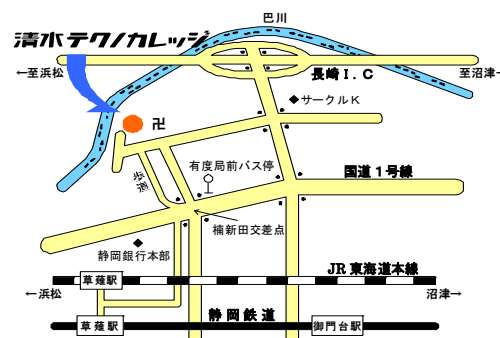 巴川
清水テクノカレッジ
←至浜松
長崎I.C
至沼津→
◆サークルK
卍
歩道
有度局前バス停
国道1号線
楠新田交差点
静岡銀行本部
JR東海道本線
←浜松
草薙駅
沼津→
静岡鉄道
草薙駅
御門台駅